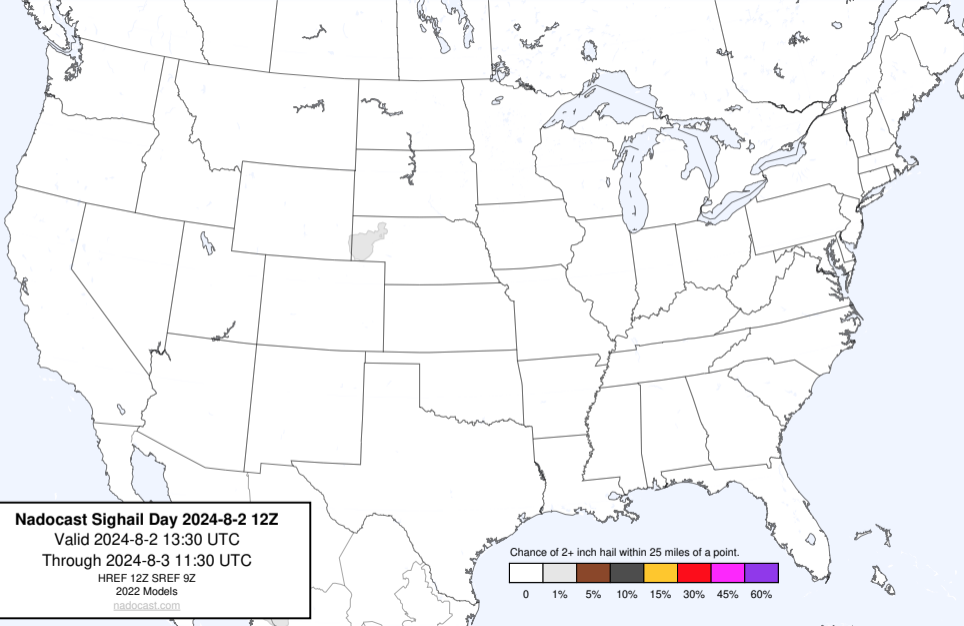 Nadocast Sighail Day 2024-8-2 12Z
Valid 2024-8-2 13:30 UTC
Through 2024-8-3 11:30 UTC
HREF 12Z SREF 9Z
2022 Models
nadocast.com
Chance of 2+ inch hail within 25 miles of a point.
0 1% 5% 10% 15% 30% 45% 60%